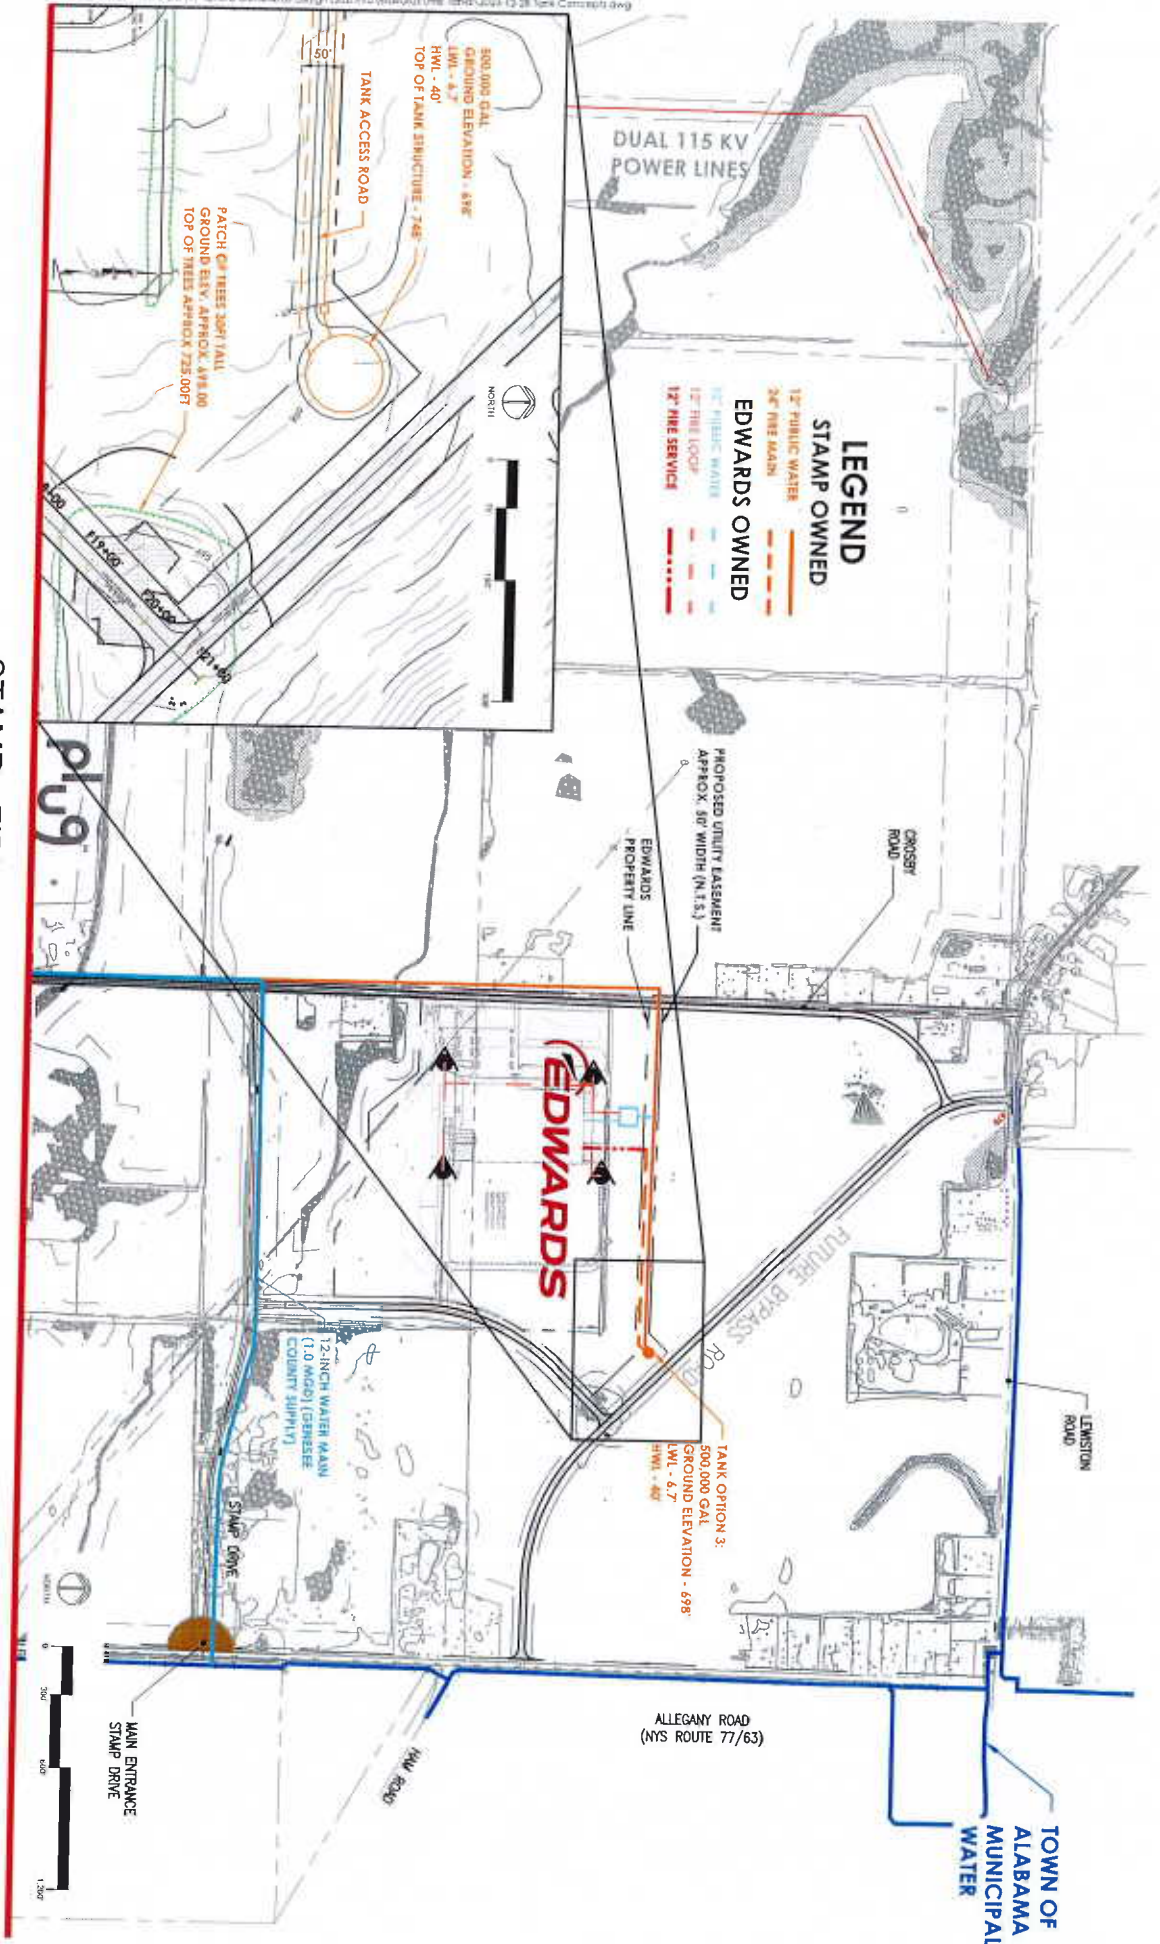 500,000 GAL
GROUND ELEVATION - 698'
LWL - 6.7'
HWL - 40'
TOP OF TANK STRUCTURE - 748'
TANK ACCESS ROAD
50'
PATCH OF TREES 30FT TALL
GROUND ELEV. APPROX. 695.00
TOP OF TREES APPROX 725.00FT
NORTH
F19+00
F20+00
F21+60
DUAL 115 KV
POWER LINES
LEGEND
STAMP OWNED
12" PUBLIC WATER
24" FIRE MAIN
EDWARDS OWNED
12" PUBLIC WATER
12" FIRE LOOP
12" FIRE SERVICE
plug
PROPOSED UTILITY EASEMENT
APPROX. 50' WIDTH (N.T.S.)
EDWARDS
PROPERTY LINE
CROSBY
ROAD
EDWARDS
FUTURE BYPASS ROAD
LEWISTON
ROAD
TANK OPTION 3:
500,000 GAL
GROUND ELEVATION - 698'
LWL - 6.7'
HWL - 40'
12-INCH WATER MAIN
(1.0 MGD) (GENESEE
COUNTY SUPPLY)
STAMP DRIVE
ALLEGANY ROAD
(NYS ROUTE 77/63)
TOWN OF
ALABAMA
MUNICIPAL
WATER
MAIN ENTRANCE
STAMP DRIVE
NORTH
0
300'
600'
1,200'